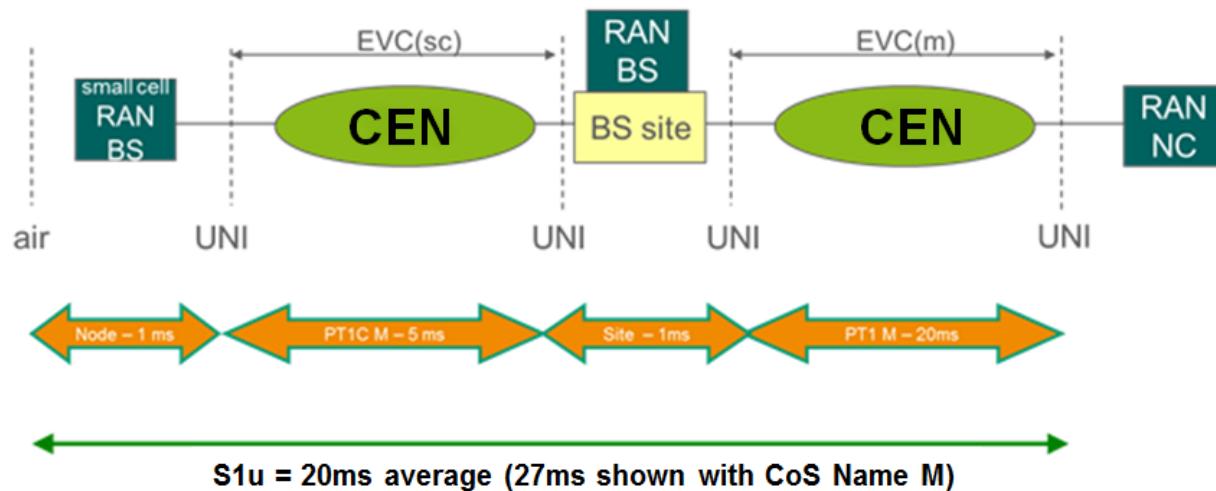 EVC(sc)
RAN
BS
EVC(m)
small cell
RAN
BS
CEN
BS site
CEN
RAN
NC
air
UNI
UNI
UNI
UNI
Node – 1 ms
PT1C M – 5 ms
Site – 1ms
PT1 M – 20ms
S1u = 20ms average (27ms shown with CoS Name M)